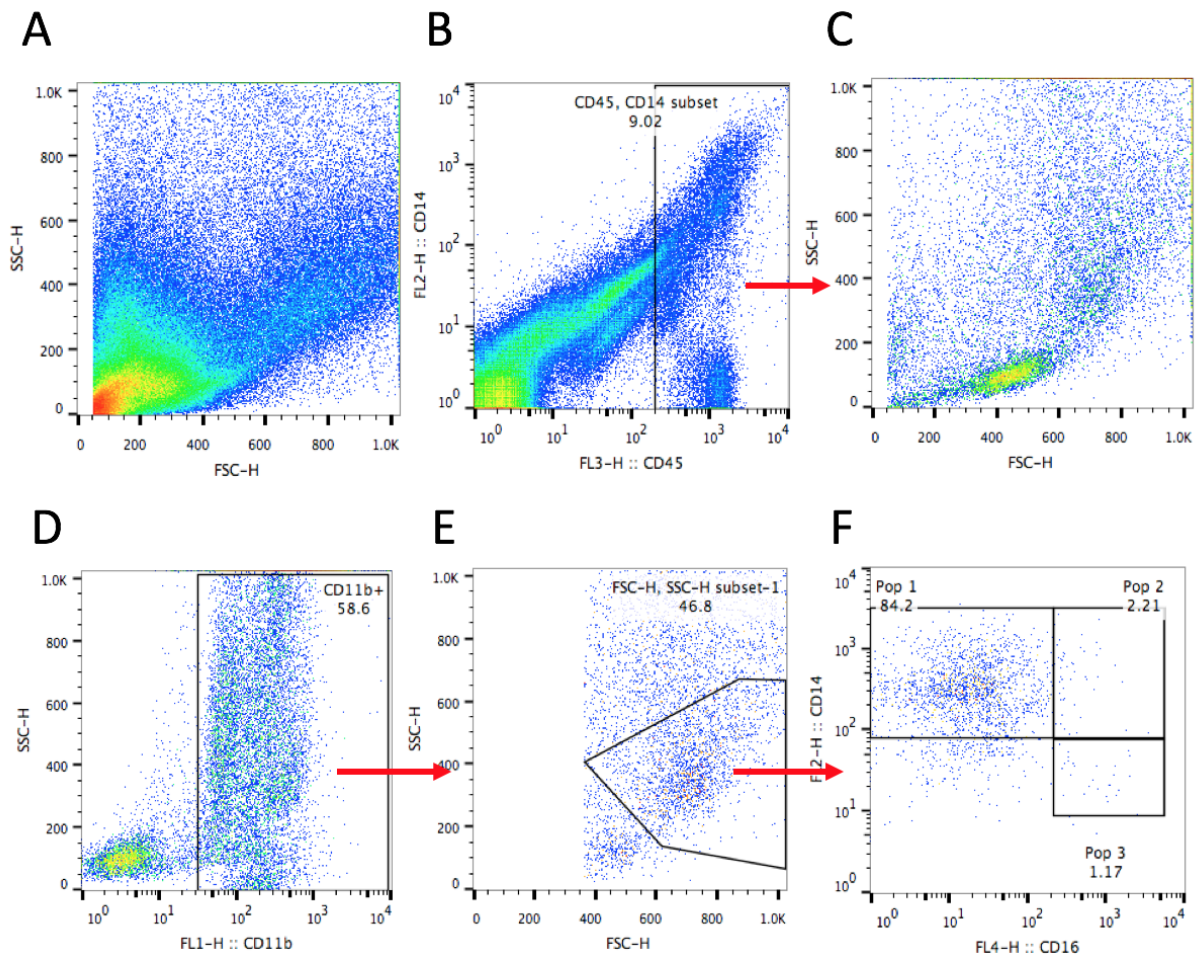 A
B
C
1.0K
800
600
400
200
0
SSC-H
0 200 400 600 800 1.0K
FSC-H
10^4
10^3
10^2
10^1
10^0
FL2-H :: CD14
CD45, CD14 subset
9.02
10^0 10^1 10^2 10^3 10^4
FL3-H :: CD45
1.0K
800
600
400
200
0
SSC-H
0 200 400 600 800 1.0K
FSC-H
D
E
F
1.0K
800
600
400
200
0
SSC-H
CD11b+
58.6
10^0 10^1 10^2 10^3 10^4
FL1-H :: CD11b
1.0K
800
600
400
200
0
SSC-H
FSC-H, SSC-H subset-1
46.8
0 200 400 600 800 1.0K
FSC-H
10^4
10^3
10^2
10^1
10^0
FL2-H :: CD14
Pop 1
84.2
Pop 2
2.21
Pop 3
1.17
10^0 10^1 10^2 10^3 10^4
FL4-H :: CD16